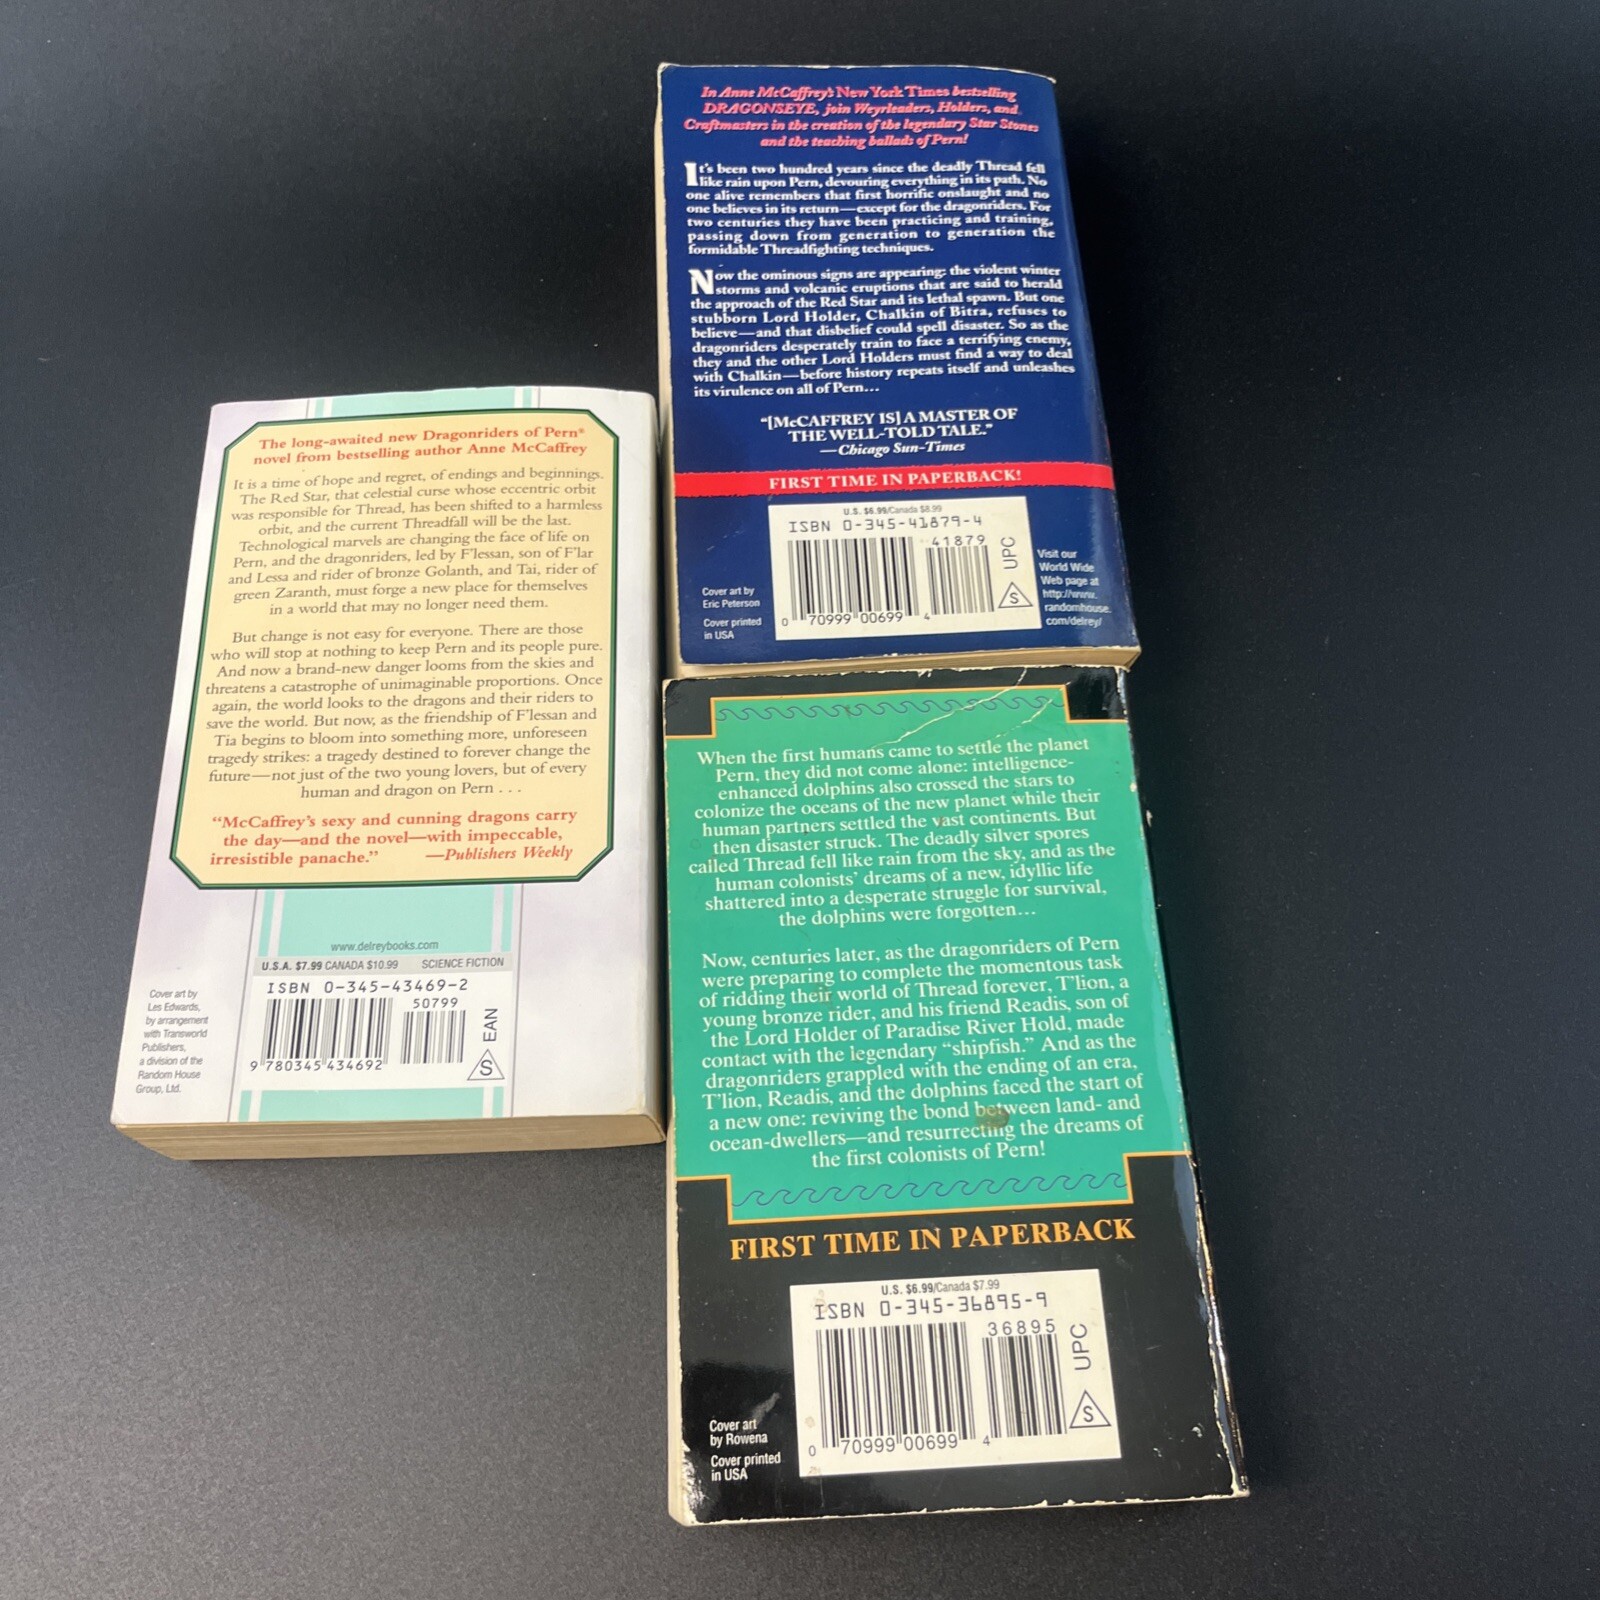 In Anne McCaffrey's New York Times bestselling
DRAGONSEYE, join Weyrleaders, Holders, and
Craftmasters in the creation of the legendary Star Stones
and the teaching ballads of Pern!
It's been two hundred years since the deadly Thread fell
like rain upon Pern, devouring everything in its path. No
one alive remembers that first horrific onslaught and no
one believes in its return—except for the dragonriders. For
two centuries they have been practicing and training,
passing down from generation to generation the
formidable Threadfighting techniques.
Now the ominous signs are appearing: the violent winter
storms and volcanic eruptions that are said to herald
the approach of the Red Star and its lethal spawn. But one
stubborn Lord Holder, Chalkin of Bitra, refuses to
believe—and that disbelief could spell disaster. So as the
dragonriders desperately train to face a terrifying enemy,
they and the other Lord Holders must find a way to deal
with Chalkin—before history repeats itself and unleashes
its virulence on all of Pern...
"[McCAFFREY IS] A MASTER OF
THE WELL-TOLD TALE."
—Chicago Sun-Times
FIRST TIME IN PAPERBACK!
U.S. $6.99/Canada $8.99
ISBN 0-345-41879-4
41879
UPC
S
0 70999 00699 4
Cover art by
Eric Peterson
Cover printed
in USA
Visit our
World Wide
Web page at
http://www.
randomhouse.
com/delrey/
The long-awaited new Dragonriders of Pern®
novel from bestselling author Anne McCaffrey
It is a time of hope and regret, of endings and beginnings.
The Red Star, that celestial curse whose eccentric orbit
was responsible for Thread, has been shifted to a harmless
orbit, and the current Threadfall will be the last.
Technological marvels are changing the face of life on
Pern, and the dragonriders, led by F'lessan, son of F'lar
and Lessa and rider of bronze Golanth, and Tai, rider of
green Zaranth, must forge a new place for themselves
in a world that may no longer need them.
But change is not easy for everyone. There are those
who will stop at nothing to keep Pern and its people pure.
And now a brand-new danger looms from the skies and
threatens a catastrophe of unimaginable proportions. Once
again, the world looks to the dragons and their riders to
save the world. But now, as the friendship of F'lessan and
Tia begins to bloom into something more, unforeseen
tragedy strikes: a tragedy destined to forever change the
future—not just of the two young lovers, but of every
human and dragon on Pern . . .
"McCaffrey's sexy and cunning dragons carry
the day—and the novel—with impeccable,
irresistible panache." —Publishers Weekly
www.delreybooks.com
U.S.A. $7.99 CANADA $10.99 SCIENCE FICTION
ISBN 0-345-43469-2
50799
EAN
S
9 780345 434692
Cover art by
Les Edwards,
by arrangement
with Transworld
Publishers,
a division of the
Random House
Group, Ltd.
When the first humans came to settle the planet
Pern, they did not come alone: intelligence-
enhanced dolphins also crossed the stars to
colonize the oceans of the new planet while their
human partners settled the vast continents. But
then disaster struck. The deadly silver spores
called Thread fell like rain from the sky, and as the
human colonists' dreams of a new, idyllic life
shattered into a desperate struggle for survival,
the dolphins were forgotten...
Now, centuries later, as the dragonriders of Pern
were preparing to complete the momentous task
of ridding their world of Thread forever, T'lion, a
young bronze rider, and his friend Readis, son of
the Lord Holder of Paradise River Hold, made
contact with the legendary "shipfish." And as the
dragonriders grappled with the ending of an era,
T'lion, Readis, and the dolphins faced the start of
a new one: reviving the bond between land- and
ocean-dwellers—and resurrecting the dreams of
the first colonists of Pern!
FIRST TIME IN PAPERBACK
U.S. $6.99/Canada $7.99
ISBN 0-345-36895-9
36895
UPC
S
0 70999 00699 4
Cover art
by Rowena
Cover printed
in USA